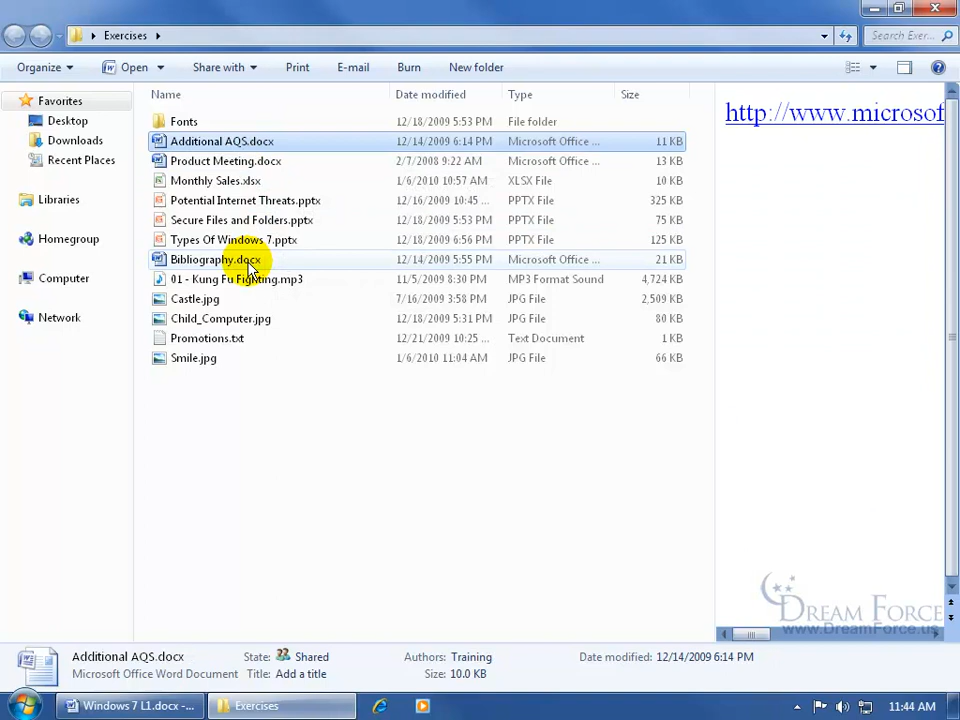 Exercises
Search Exer...
Organize
Open
Share with
Print
E-mail
Burn
New folder
Favorites
Desktop
Downloads
Recent Places
Libraries
Homegroup
Computer
Network
Name Date modified Type Size
Fonts 12/18/2009 5:53 PM File folder
Additional AQS.docx 12/14/2009 6:14 PM Microsoft Office ... 11 KB
Product Meeting.docx 2/7/2008 9:22 AM Microsoft Office ... 13 KB
Monthly Sales.xlsx 1/6/2010 10:57 AM XLSX File 10 KB
Potential Internet Threats.pptx 12/16/2009 10:45 ... PPTX File 325 KB
Secure Files and Folders.pptx 12/18/2009 5:53 PM PPTX File 75 KB
Types Of Windows 7.pptx 12/18/2009 6:56 PM PPTX File 125 KB
Bibliography.docx 12/14/2009 5:55 PM Microsoft Office ... 21 KB
01 - Kung Fu Fighting.mp3 11/5/2009 8:30 PM MP3 Format Sound 4,724 KB
Castle.jpg 7/16/2009 3:58 PM JPG File 2,509 KB
Child_Computer.jpg 12/18/2009 5:31 PM JPG File 80 KB
Promotions.txt 12/21/2009 10:25 ... Text Document 1 KB
Smile.jpg 1/6/2010 11:04 AM JPG File 66 KB
http://www.microsof
DREAM FORCE
www.DreamForce.us
Additional AQS.docx State: Shared Authors: Training Date modified: 12/14/2009 6:14 PM
Microsoft Office Word Document Title: Add a title Size: 10.0 KB
Windows 7 L1.docx -...
Exercises
11:44 AM